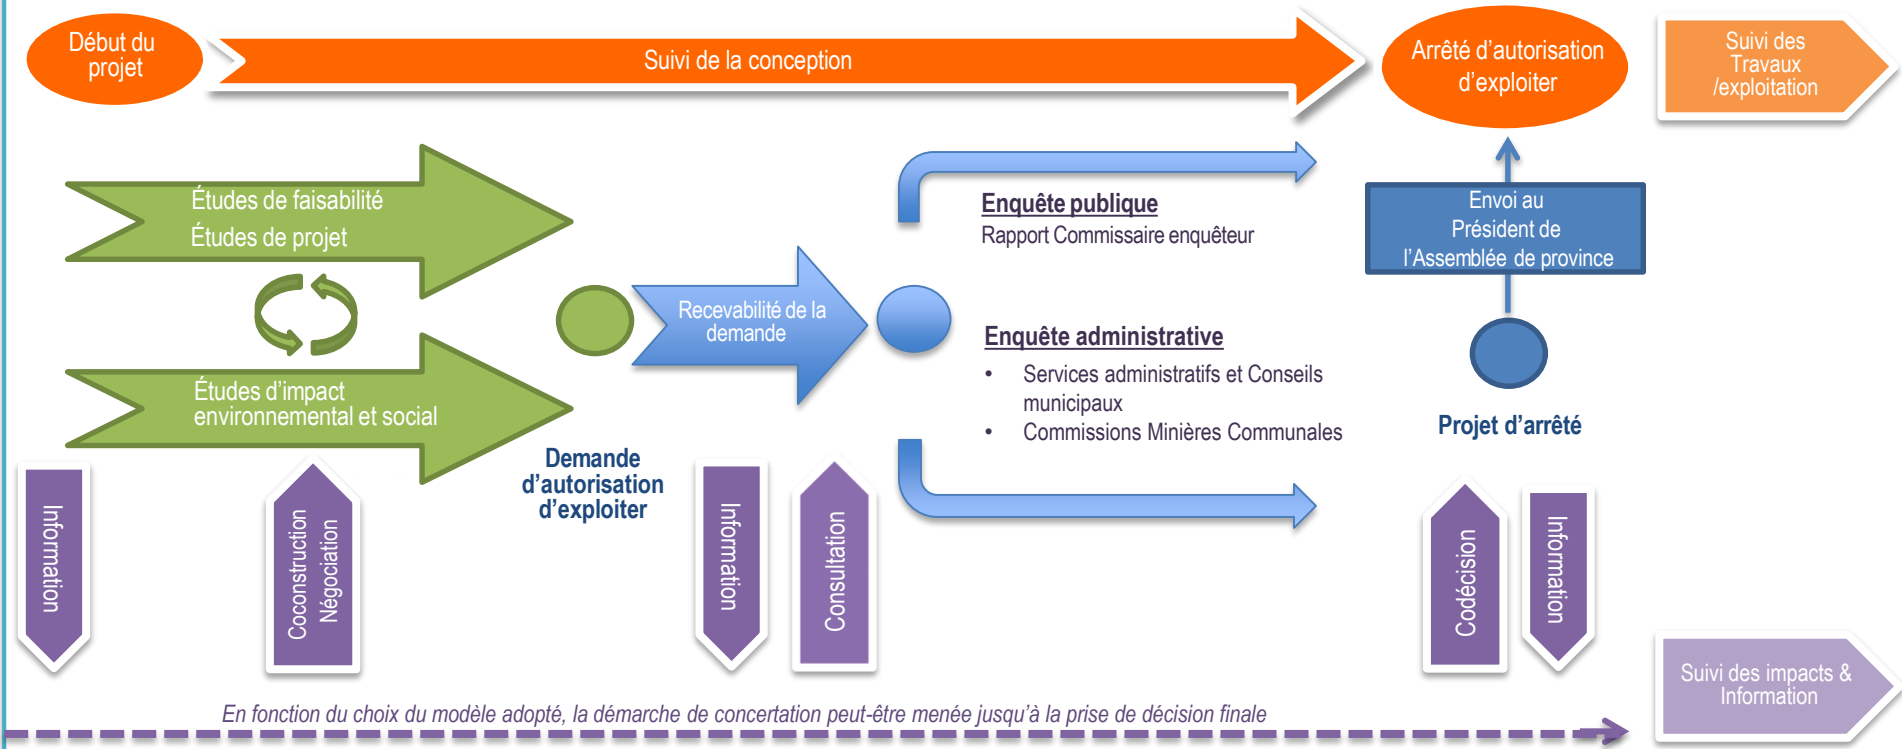 Début du
projet
Suivi de la conception
Arrêté d'autorisation
d'exploiter
Suivi des
Travaux
/exploitation
Études de faisabilité
Études de projet
Études d'impact
environnemental et social
Demande
d'autorisation
d'exploiter
Recevabilité de la
demande
Enquête publique
Rapport Commissaire enquêteur
Enquête administrative
• Services administratifs et Conseils
municipaux
• Commissions Minières Communales
Envoi au
Président de
l'Assemblée de province
Projet d'arrêté
Information
Coconstruction
Négociation
Information
Consultation
Codécision
Information
Suivi des impacts &
Information
En fonction du choix du modèle adopté, la démarche de concertation peut-être menée jusqu'à la prise de décision finale